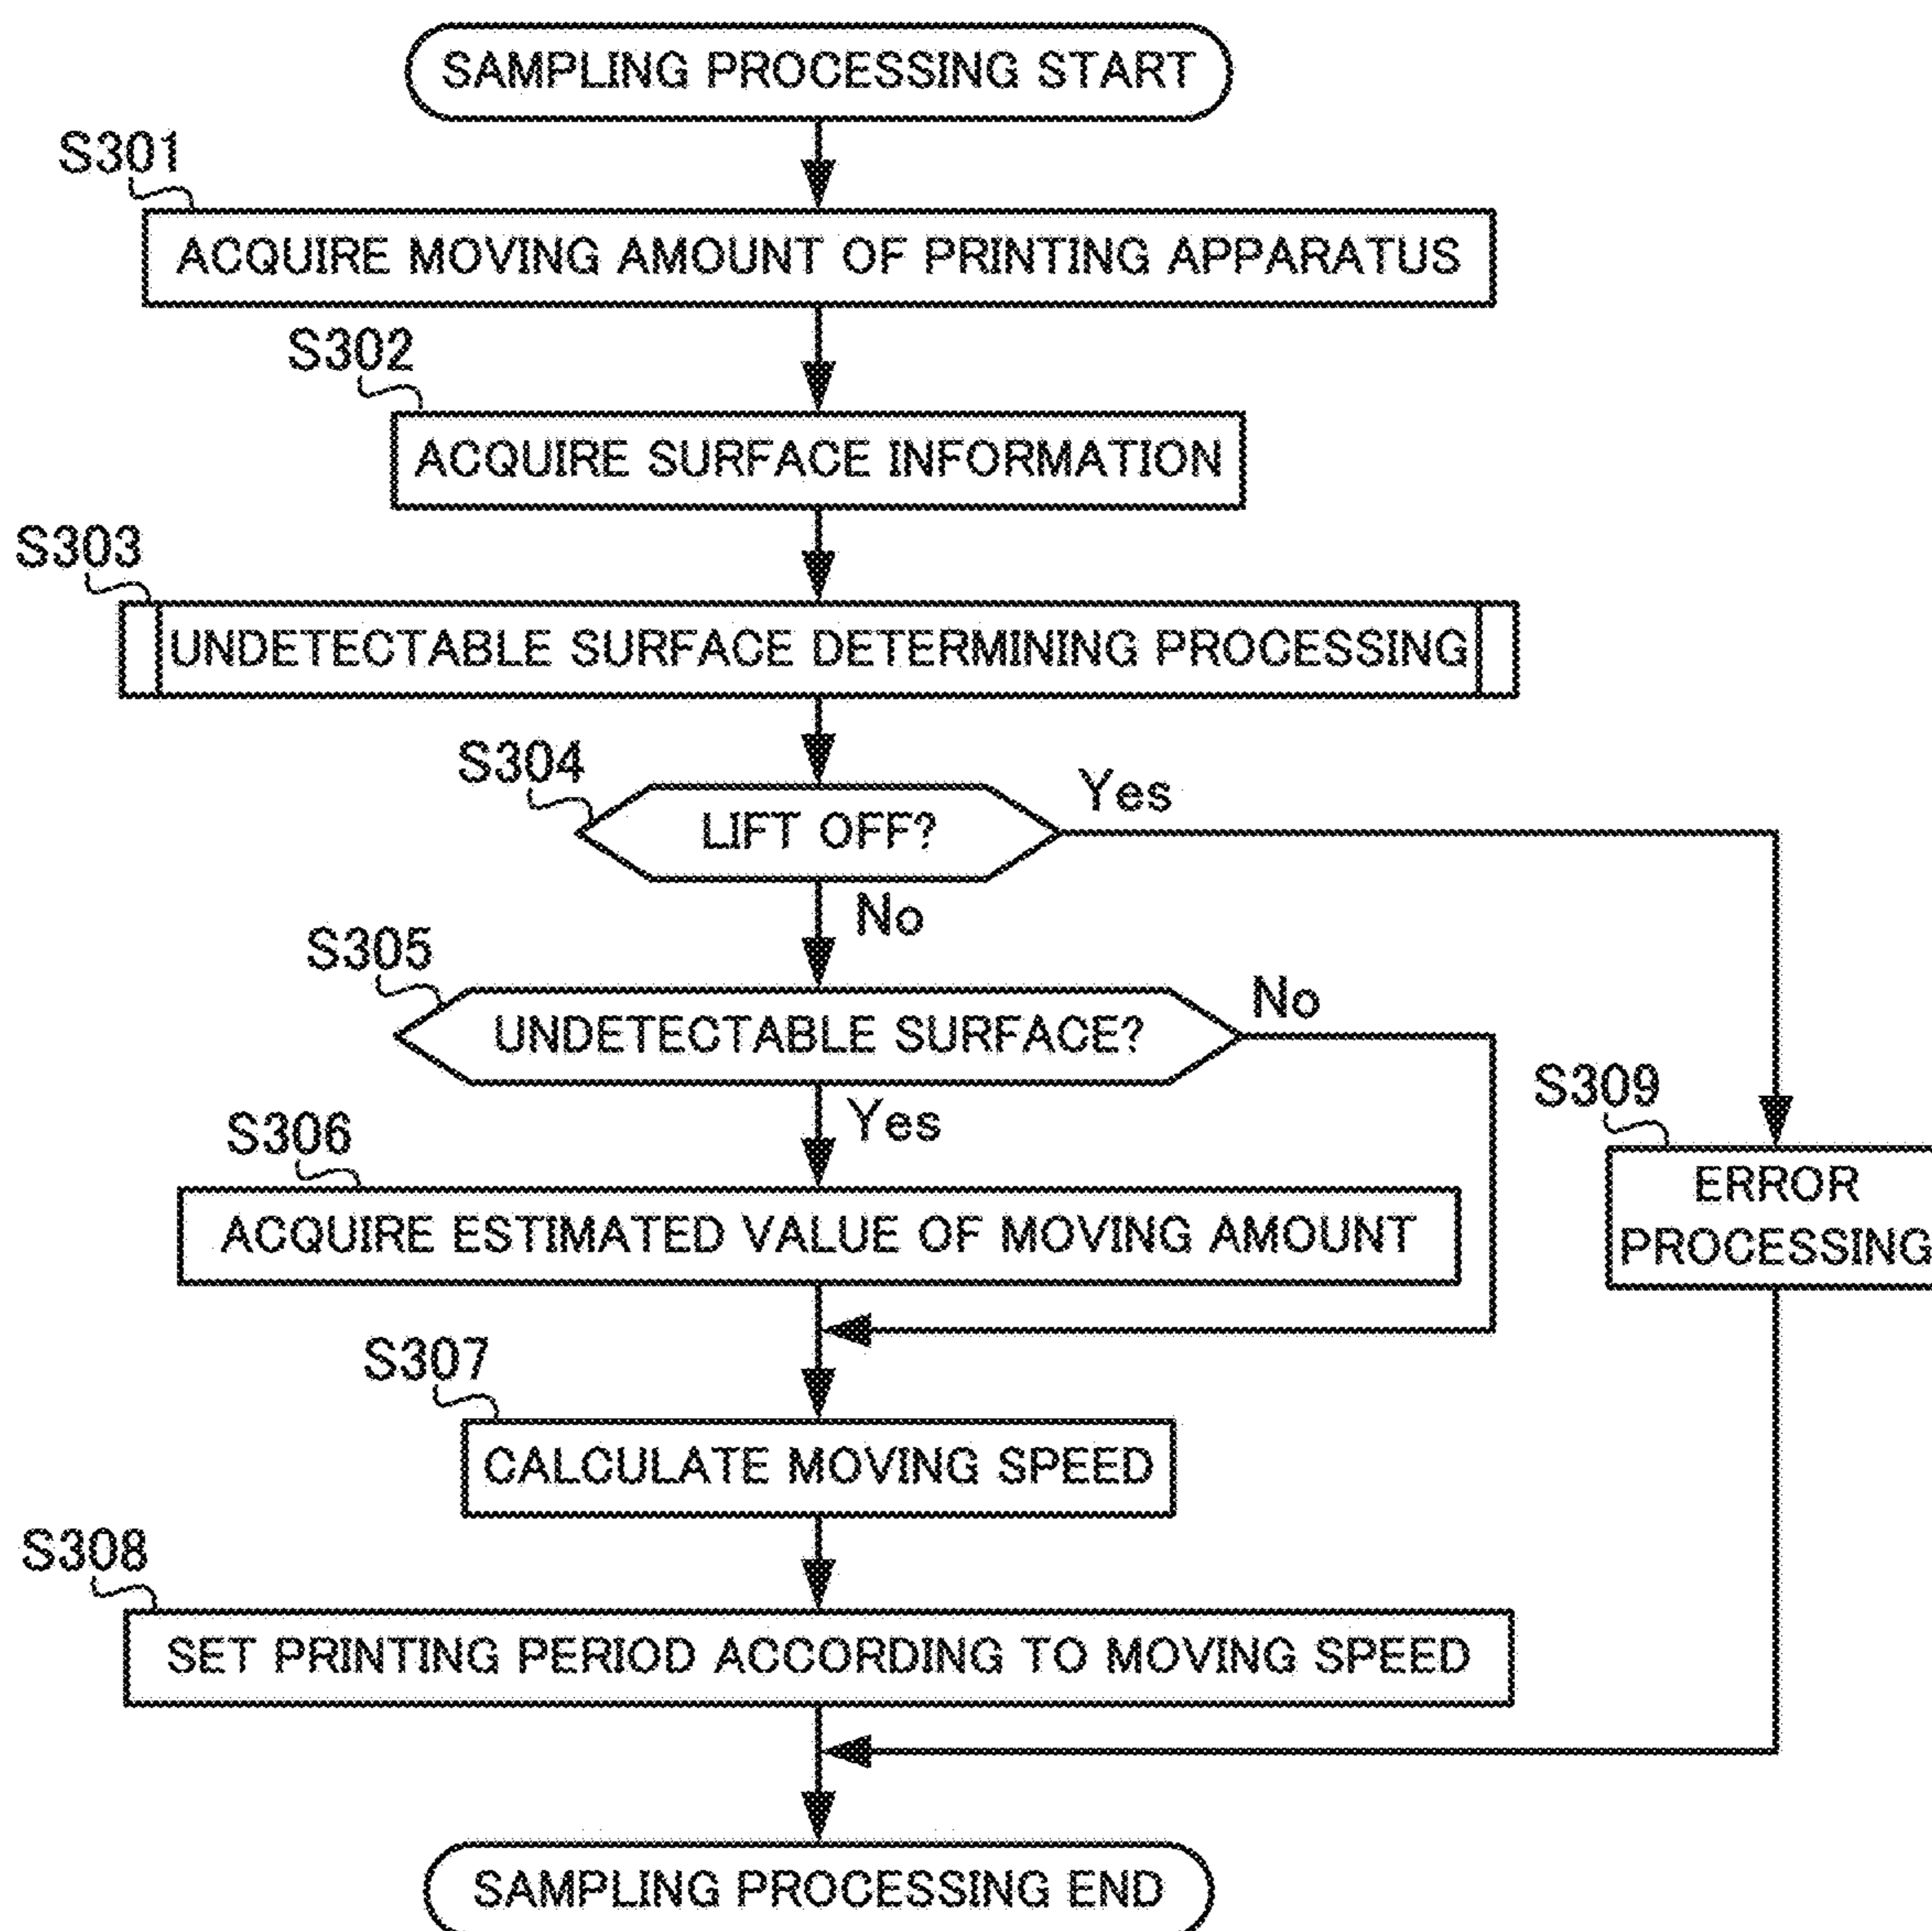 SAMPLING PROCESSING START
S301
ACQUIRE MOVING AMOUNT OF PRINTING APPARATUS
S302
ACQUIRE SURFACE INFORMATION
S303
UNDETECTABLE SURFACE DETERMINING PROCESSING
S304
LIFT OFF?
Yes
No
S305
UNDETECTABLE SURFACE?
No
Yes
S306
ACQUIRE ESTIMATED VALUE OF MOVING AMOUNT
S309
ERROR
PROCESSING
S307
CALCULATE MOVING SPEED
S308
SET PRINTING PERIOD ACCORDING TO MOVING SPEED
SAMPLING PROCESSING END